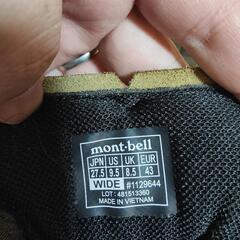 mont-bell
JPN US UK EUR
27.5 9.5 8.5 43
WIDE #1129644
LOT : 481513360
MADE IN VIETNAM